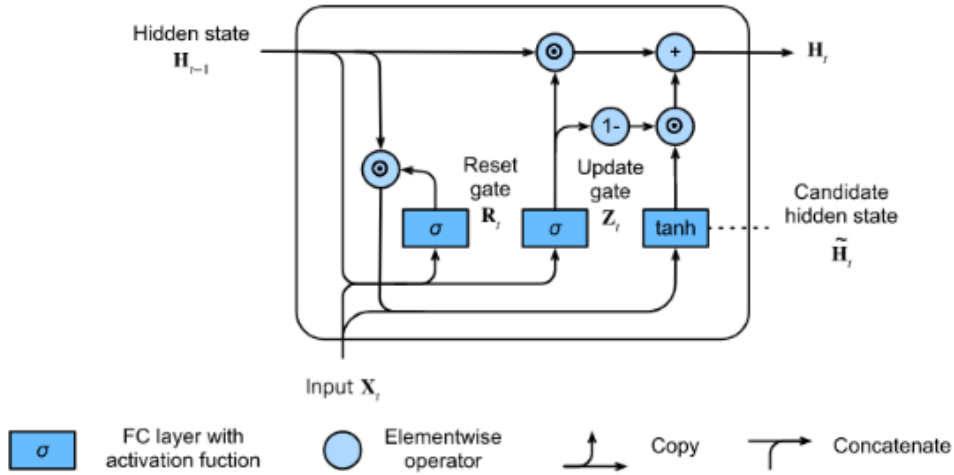 Hidden state
H_{t-1}
H_t
+
1-
Reset
gate
R_t
Update
gate
Z_t
Candidate
hidden state
H̃_t
σ
σ
tanh
Input X_t
σ
FC layer with
activation fuction
Elementwise
operator
Copy
Concatenate